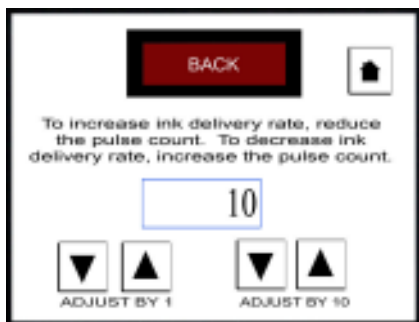 BACK
To increase ink delivery rate, reduce
the pulse count. To decrease ink
delivery rate, increase the pulse count.
10
ADJUST BY 1 ADJUST BY 10